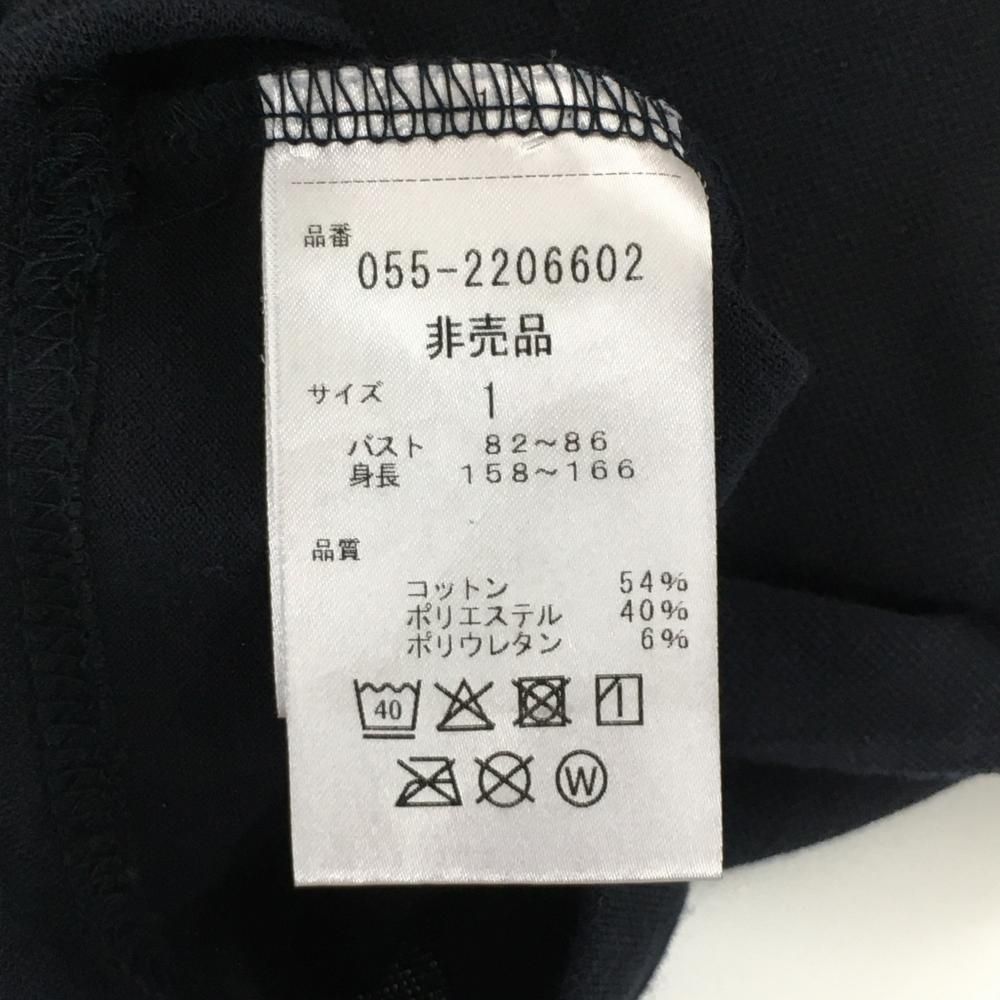 品番
055-2206602
非売品
サイズ 1
バスト 82～86
身長 158～166
品質
コットン 54%
ポリエステル 40%
ポリウレタン 6%
40
W